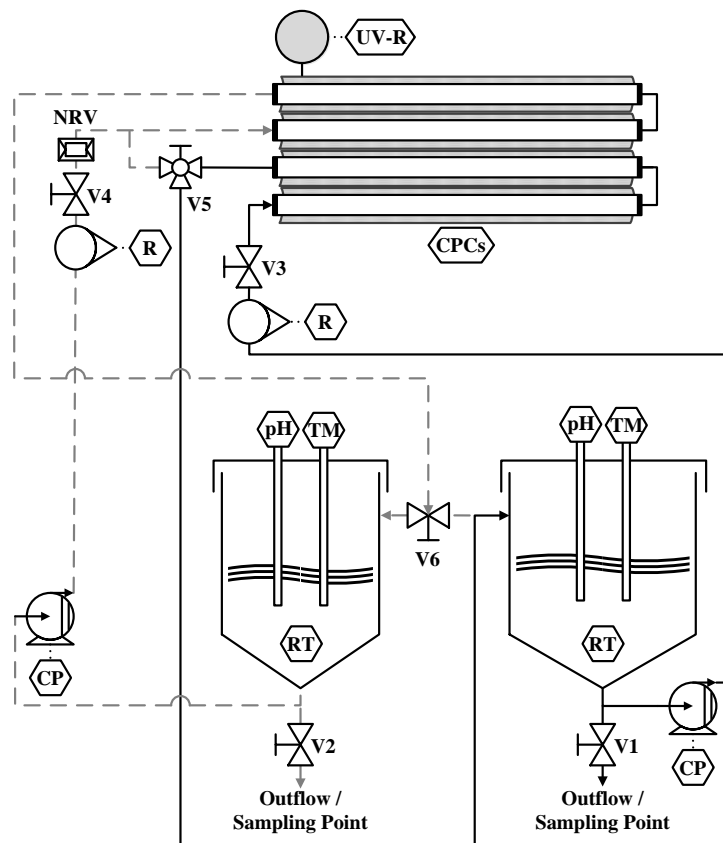 UV-R
NRV
V4
V5
R
CPCs
V3
R
pH
TM
pH
TM
V6
RT
RT
CP
V2
V1
CP
Outflow /
Sampling Point
Outflow /
Sampling Point